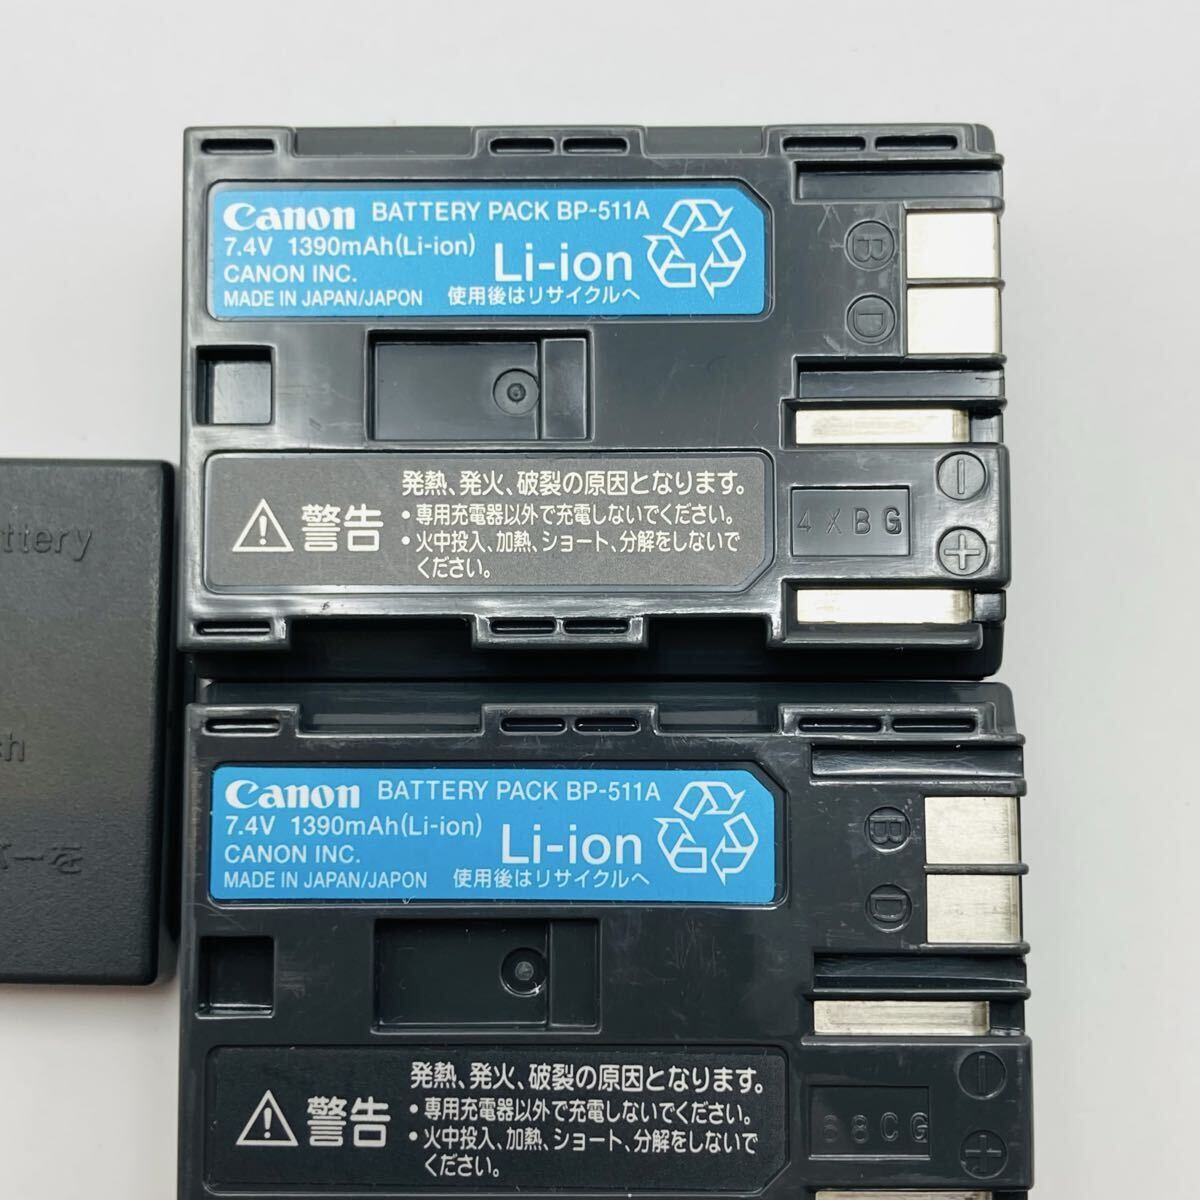 Canon BATTERY PACK BP-511A
7.4V 1390mAh(Li-ion)
Li-ion
CANON INC.
MADE IN JAPAN/JAPON 使用後はリサイクルへ
B
D
警告
発熱、発火、破裂の原因となります。
•専用充電器以外で充電しないでください。
•火中投入、加熱、ショート、分解をしないで
ください。
4XBG
−
+
Canon BATTERY PACK BP-511A
7.4V 1390mAh(Li-ion)
Li-ion
CANON INC.
MADE IN JAPAN/JAPON 使用後はリサイクルへ
B
D
警告
発熱、発火、破裂の原因となります。
•専用充電器以外で充電しないでください。
•火中投入、加熱、ショート、分解をしないで
ください。
68CG
−
+
ttery
ch
バーを